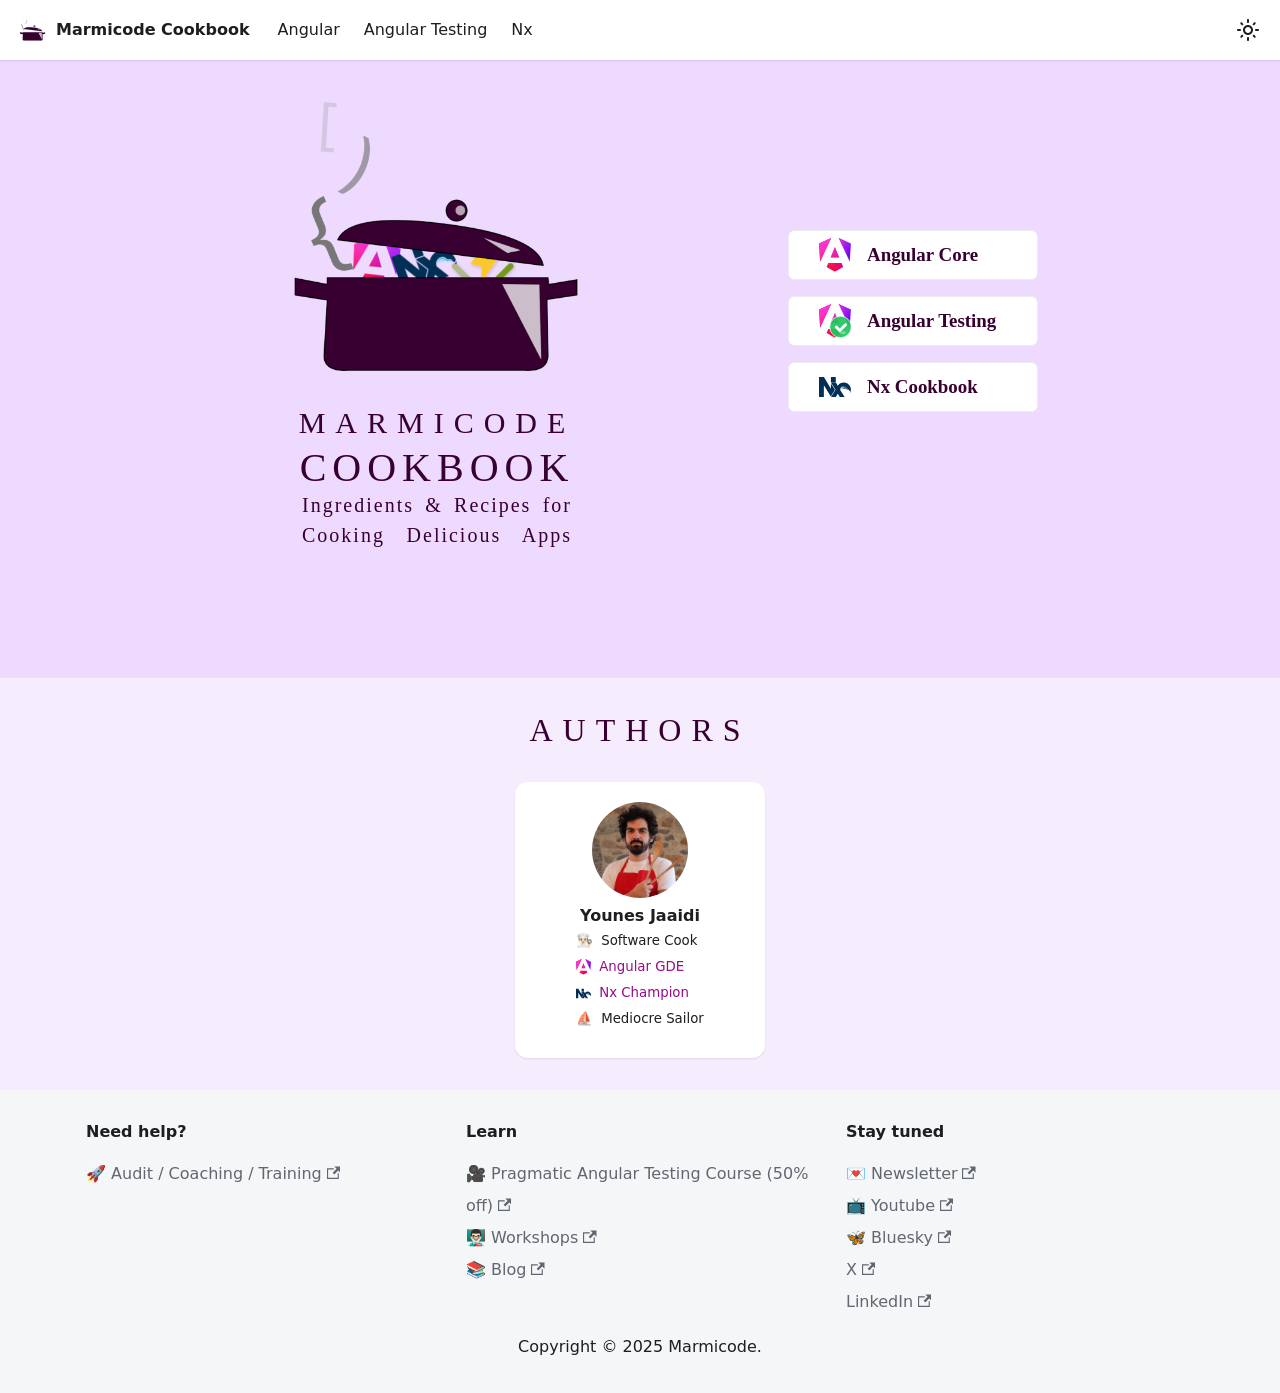 Marmicode Cookbook
Angular
Angular Testing
Nx
[
)
{
MARMICODE
COOKBOOK
Ingredients & Recipes for
Cooking Delicious Apps
Angular Core
Angular Testing
Nx Cookbook
AUTHORS
Younes Jaaidi
👨🏻‍🍳 Software Cook
Angular GDE
Nx Champion
⛵️ Mediocre Sailor
Need help?
🚀 Audit / Coaching / Training
Learn
🎥 Pragmatic Angular Testing Course (50%
off)
👨🏻‍🏫 Workshops
📚 Blog
Stay tuned
💌 Newsletter
📺 Youtube
🦋 Bluesky
X
LinkedIn
Copyright © 2025 Marmicode.